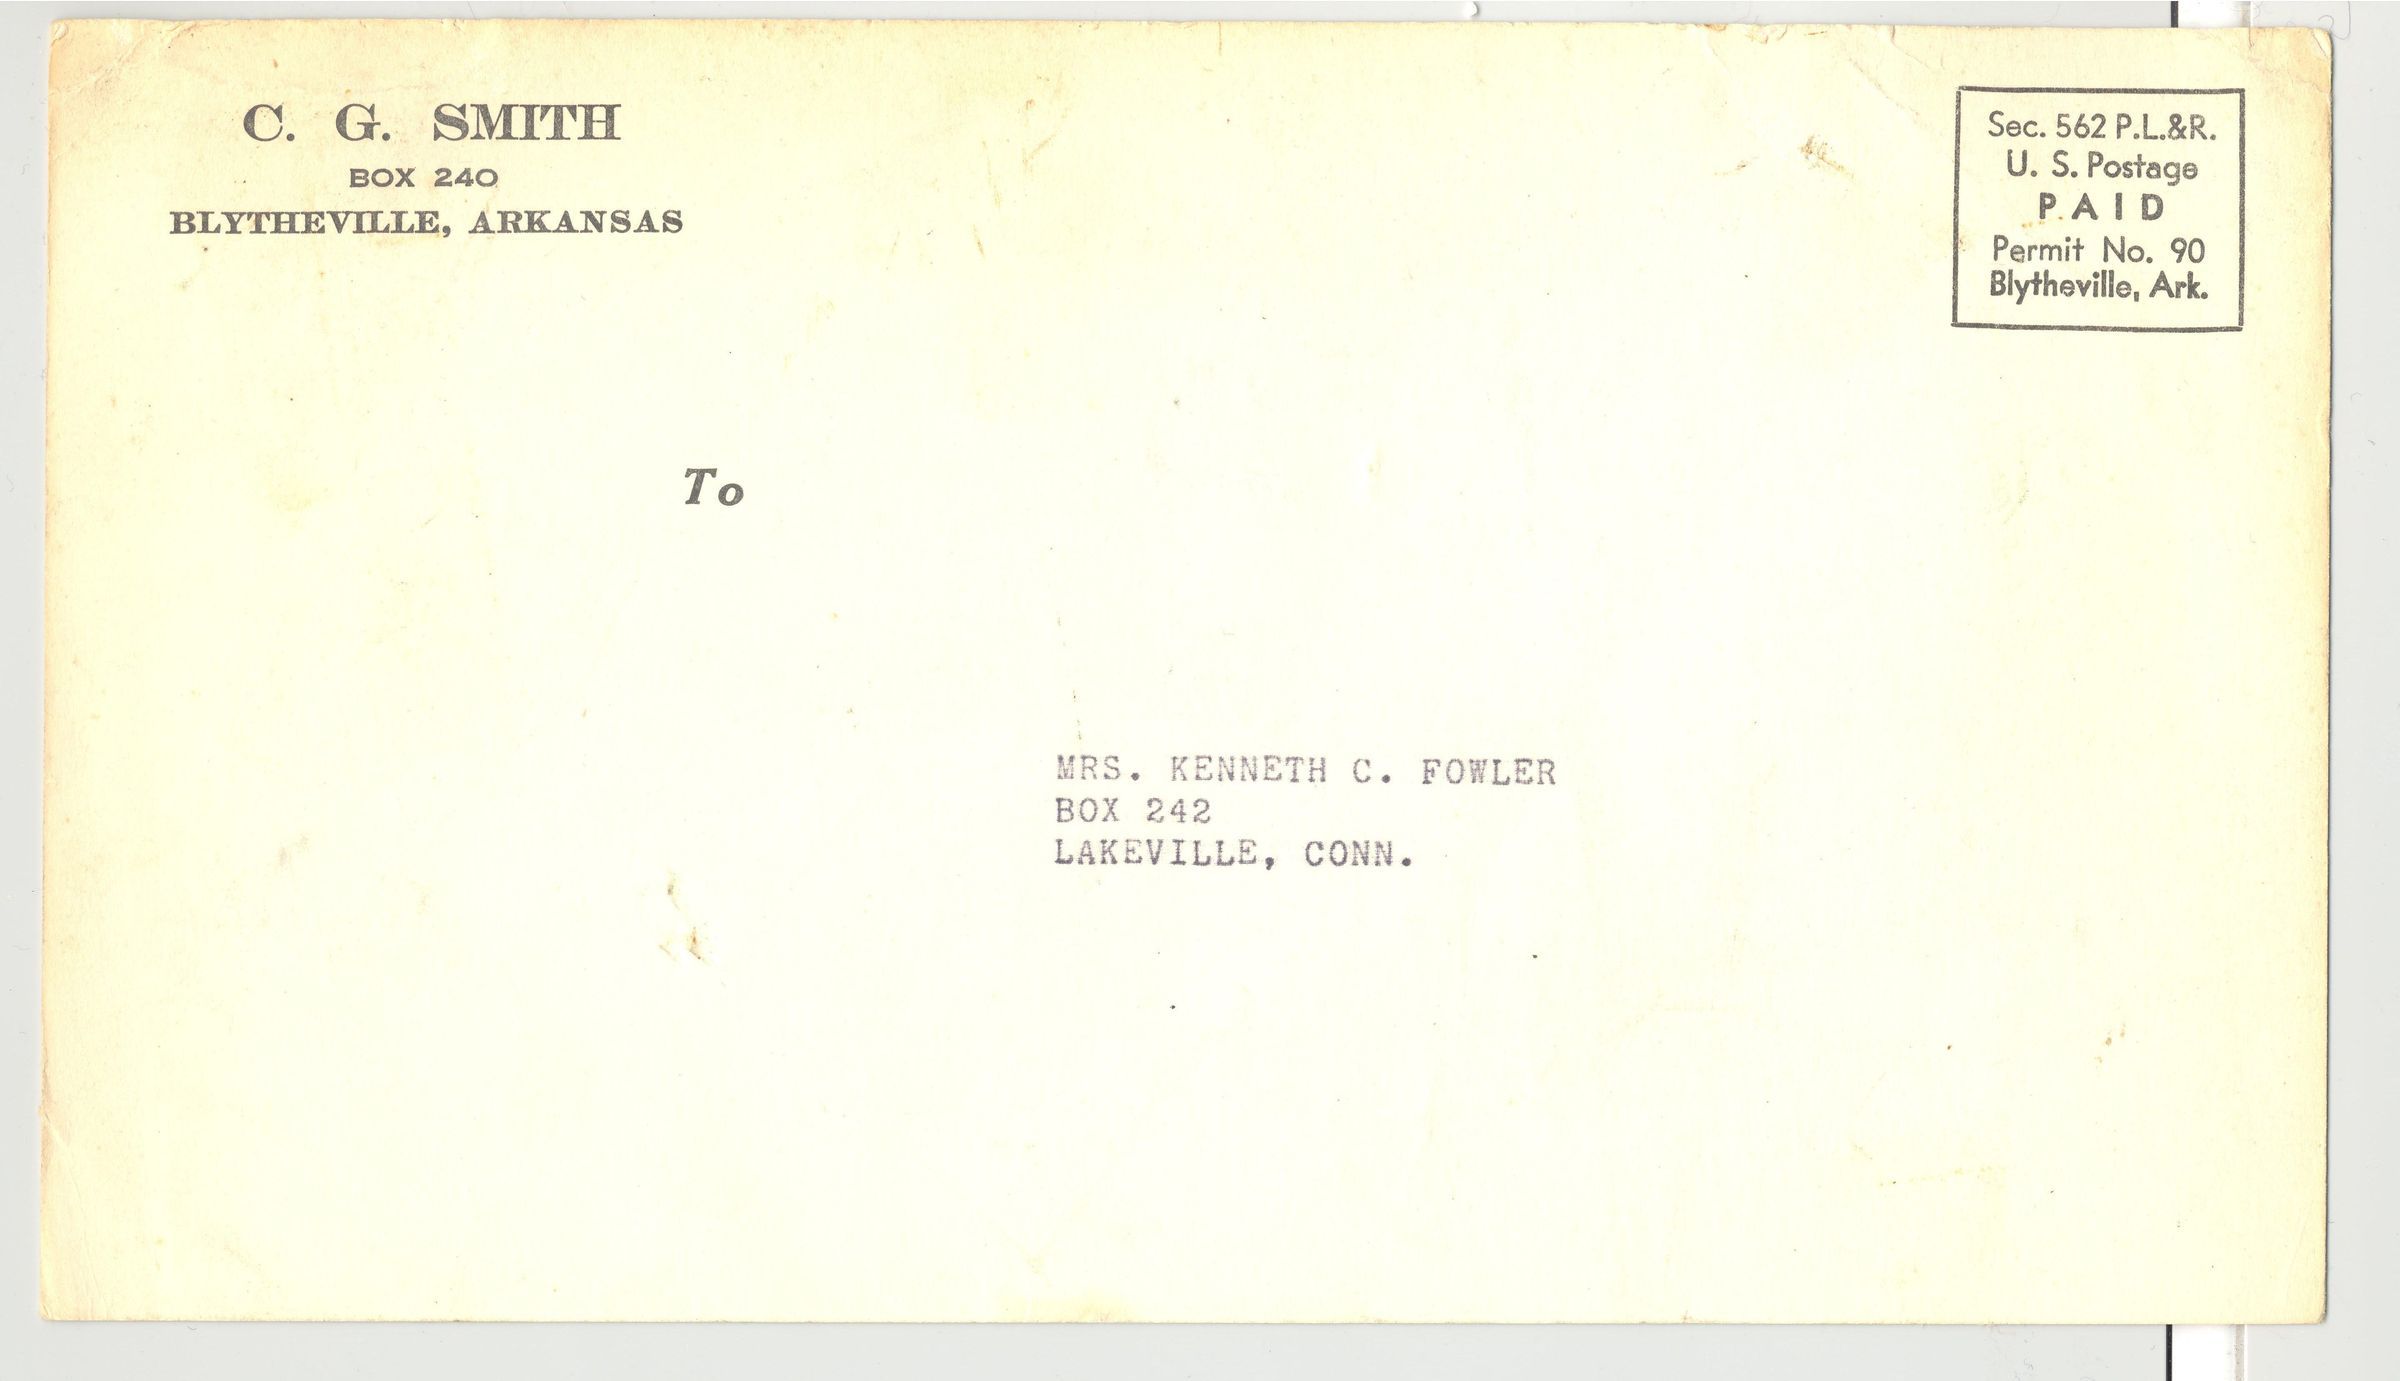 C. G. SMITH
BOX 240
BLYTHEVILLE, ARKANSAS
Sec. 562 P.L.&R.
U. S. Postage
PAID
Permit No. 90
Blytheville, Ark.
To
MRS. KENNETH C. FOWLER
BOX 242
LAKEVILLE, CONN.